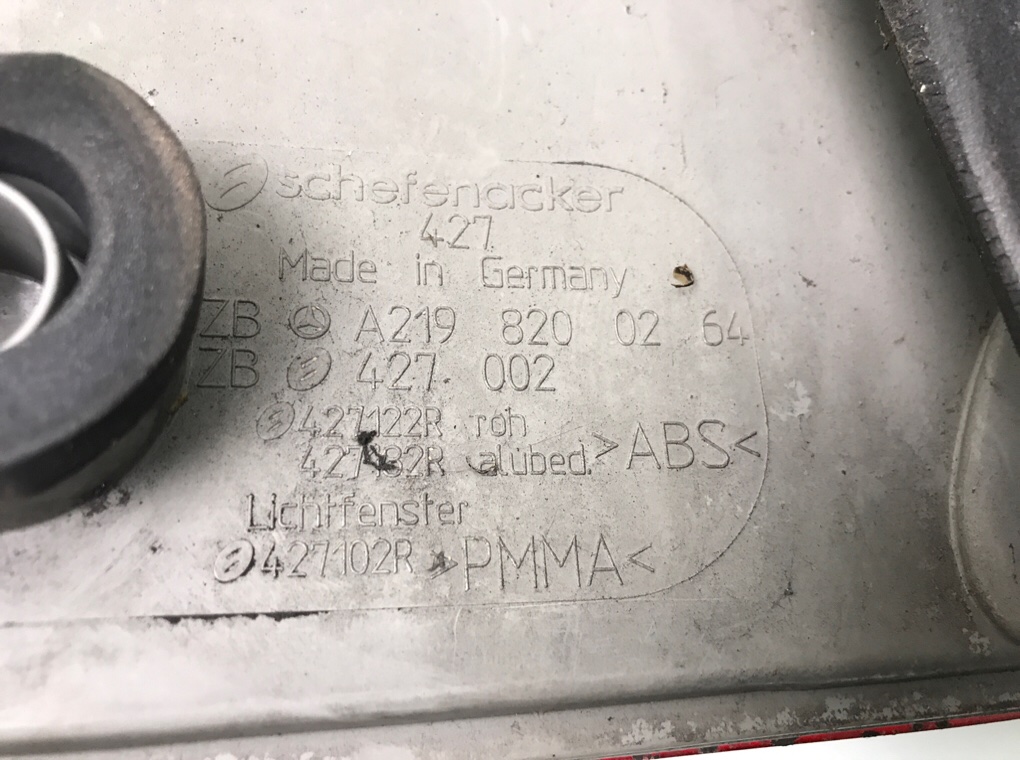 schefenacker
427
Made in Germany
ZB A219 820 02 64
ZB 427 002
427122R roh
427132R alubed. >ABS<
Lichtfenster
427102R >PMMA<